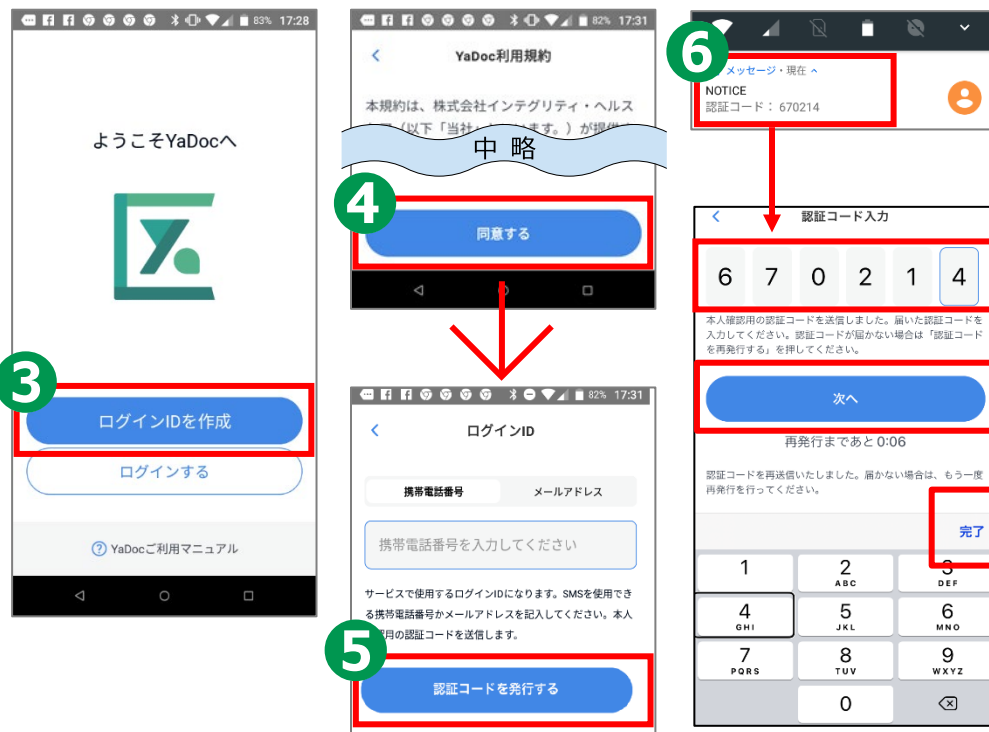 83% 17:28
ようこそYaDocへ
3
ログインIDを作成
ログインする
? YaDocご利用マニュアル
82% 17:31
YaDoc利用規約
本規約は、株式会社インテグリティ・ヘルス
(以下「当社」
ます。)が提供
中略
4
同意する
82% 17:31
ログインID
携帯電話番号
メールアドレス
携帯電話番号を入力してください
サービスで使用するログインIDになります。SMSを使用でき
る携帯電話番号かメールアドレスを記入してください。本人
用の認証コードを送信します。
5
認証コードを発行する
6
メッセージ・現在
NOTICE
認証コード: 670214
認証コード入力
6 7 0 2 1 4
本人確認用の認証コードを送信しました。届いた認証コードを
入力してください。認証コードが届かない場合は「認証コード
を再発行する」を押してください。
次へ
再発行まであと0:06
認証コードを再送信いたしました。届かない場合は、もう一度
再発行を行ってください。
完了
1 2 3
ABC DEF
4 5 6
GHI JKL MNO
7 8 9
PQRS TUV WXYZ
0